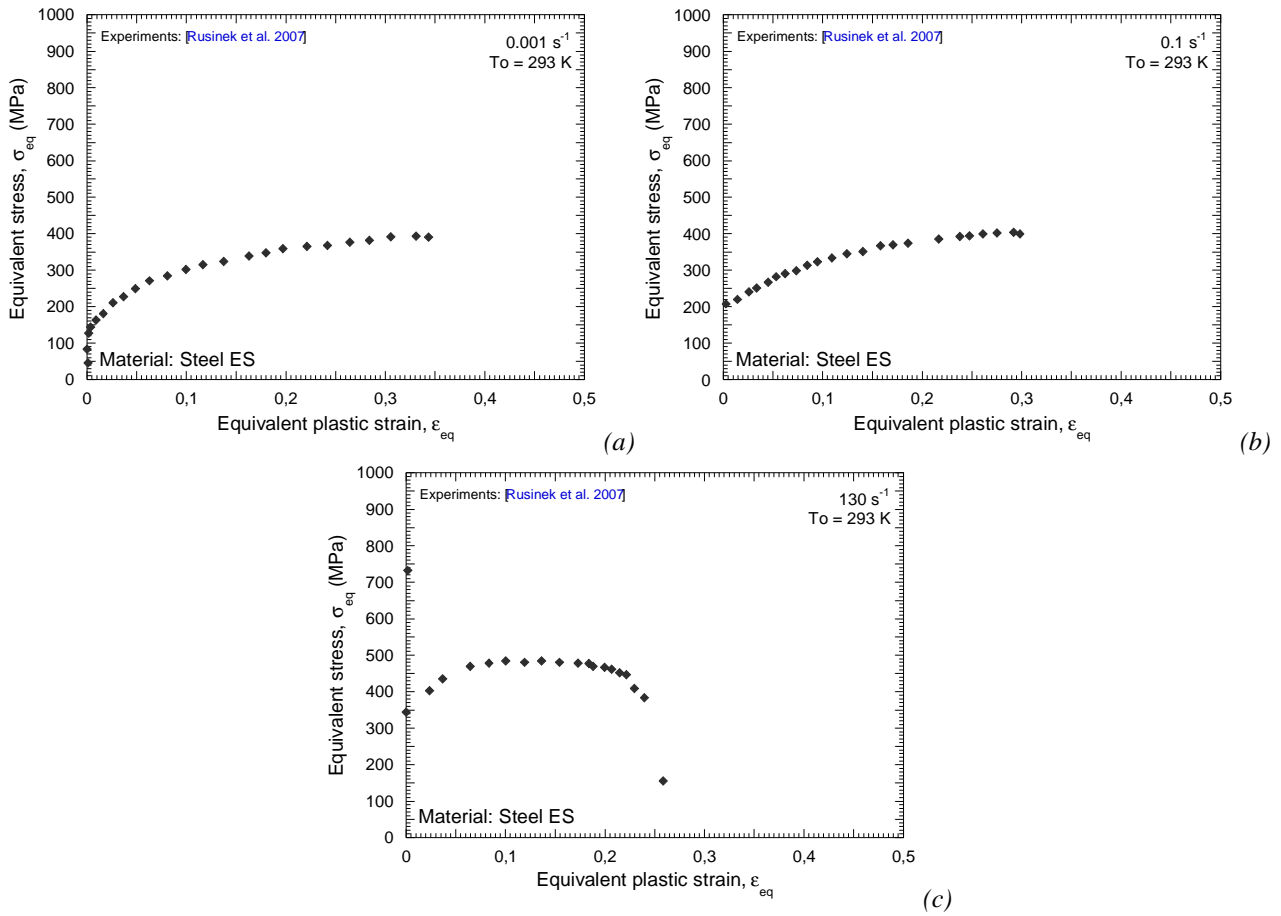 Experiments: [Rusinek et al. 2007]
0.001 s⁻¹
To = 293 K
Equivalent stress, σeq (MPa)
1000
900
800
700
600
500
400
300
200
100
0
Material: Steel ES
0 0,1 0,2 0,3 0,4 0,5
Equivalent plastic strain, εeq
(a)
Experiments: [Rusinek et al. 2007]
0.1 s⁻¹
To = 293 K
Equivalent stress, σeq (MPa)
1000
900
800
700
600
500
400
300
200
100
0
Material: Steel ES
0 0,1 0,2 0,3 0,4 0,5
Equivalent plastic strain, εeq
(b)
Experiments: [Rusinek et al. 2007]
130 s⁻¹
To = 293 K
Equivalent stress, σeq (MPa)
1000
900
800
700
600
500
400
300
200
100
0
Material: Steel ES
0 0,1 0,2 0,3 0,4 0,5
Equivalent plastic strain, εeq
(c)